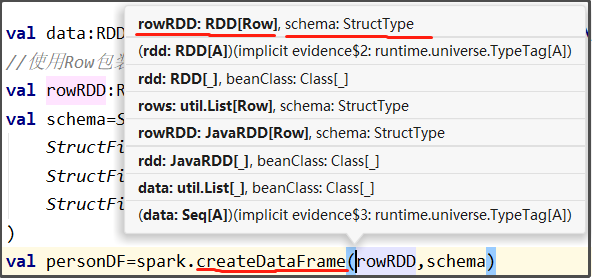 rowRDD: RDD[Row], schema: StructType
(rdd: RDD[A])(implicit evidence$2: runtime.universe.TypeTag[A])
rdd: RDD[_], beanClass: Class[_]
rows: util.List[Row], schema: StructType
rowRDD: JavaRDD[Row], schema: StructType
rdd: JavaRDD[_], beanClass: Class[_]
data: util.List[_], beanClass: Class[_]
(data: Seq[A])(implicit evidence$3: runtime.universe.TypeTag[A])
val data:RD
//使用Row包装
val rowRDD:R
val schema=S
StructFi
StructFi
StructFi
)
val personDF=spark.createDataFrame(rowRDD,schema)